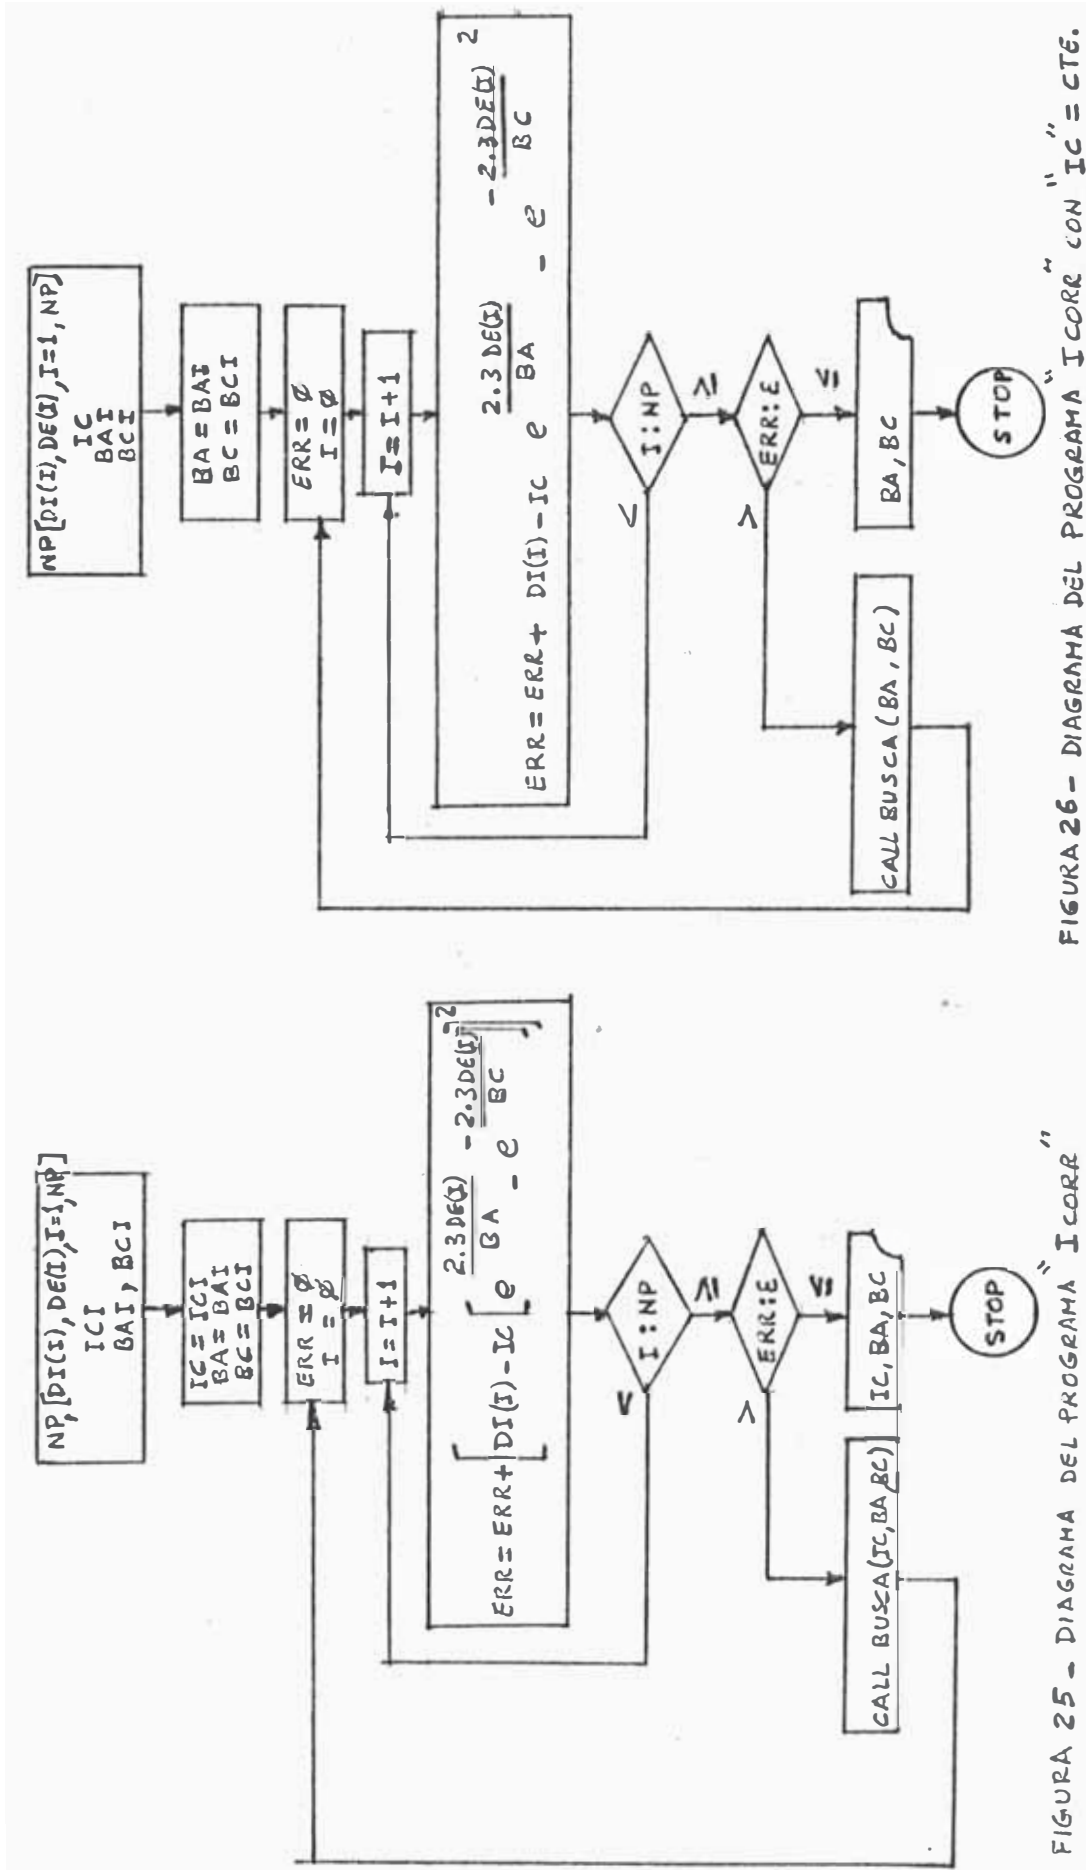 NP,[DI(I),DE(I),I=1,NP]
ICI
BAI, BCI
IC = ICI
BA = BAI
BC = BCI
ERR = Ø
I = Ø
I = I+1
ERR = ERR + [DI(I) - IC [e 2.3DE(I)/BA - e -2.3DE(I)/BC]]2
I : NP
<
≥
ERR:E
>
≤
CALL BUSCA(IC,BA,BC)
IC, BA, BC
STOP
FIGURA 25 - DIAGRAMA DEL PROGRAMA "ICORR"
NP[DI(I), DE(I), I=1, NP]
IC
BAI
BCI
BA = BAI
BC = BCI
ERR = Ø
I = Ø
I = I+1
ERR = ERR + DI(I) - IC e 2.3 DE(I)/BA - e -2.3DE(I)/BC 2
I : NP
<
≥
ERR:E
>
≤
CALL BUSCA (BA, BC)
BA, BC
STOP
FIGURA 26 - DIAGRAMA DEL PROGRAMA "ICORR" CON "IC" = CTE.